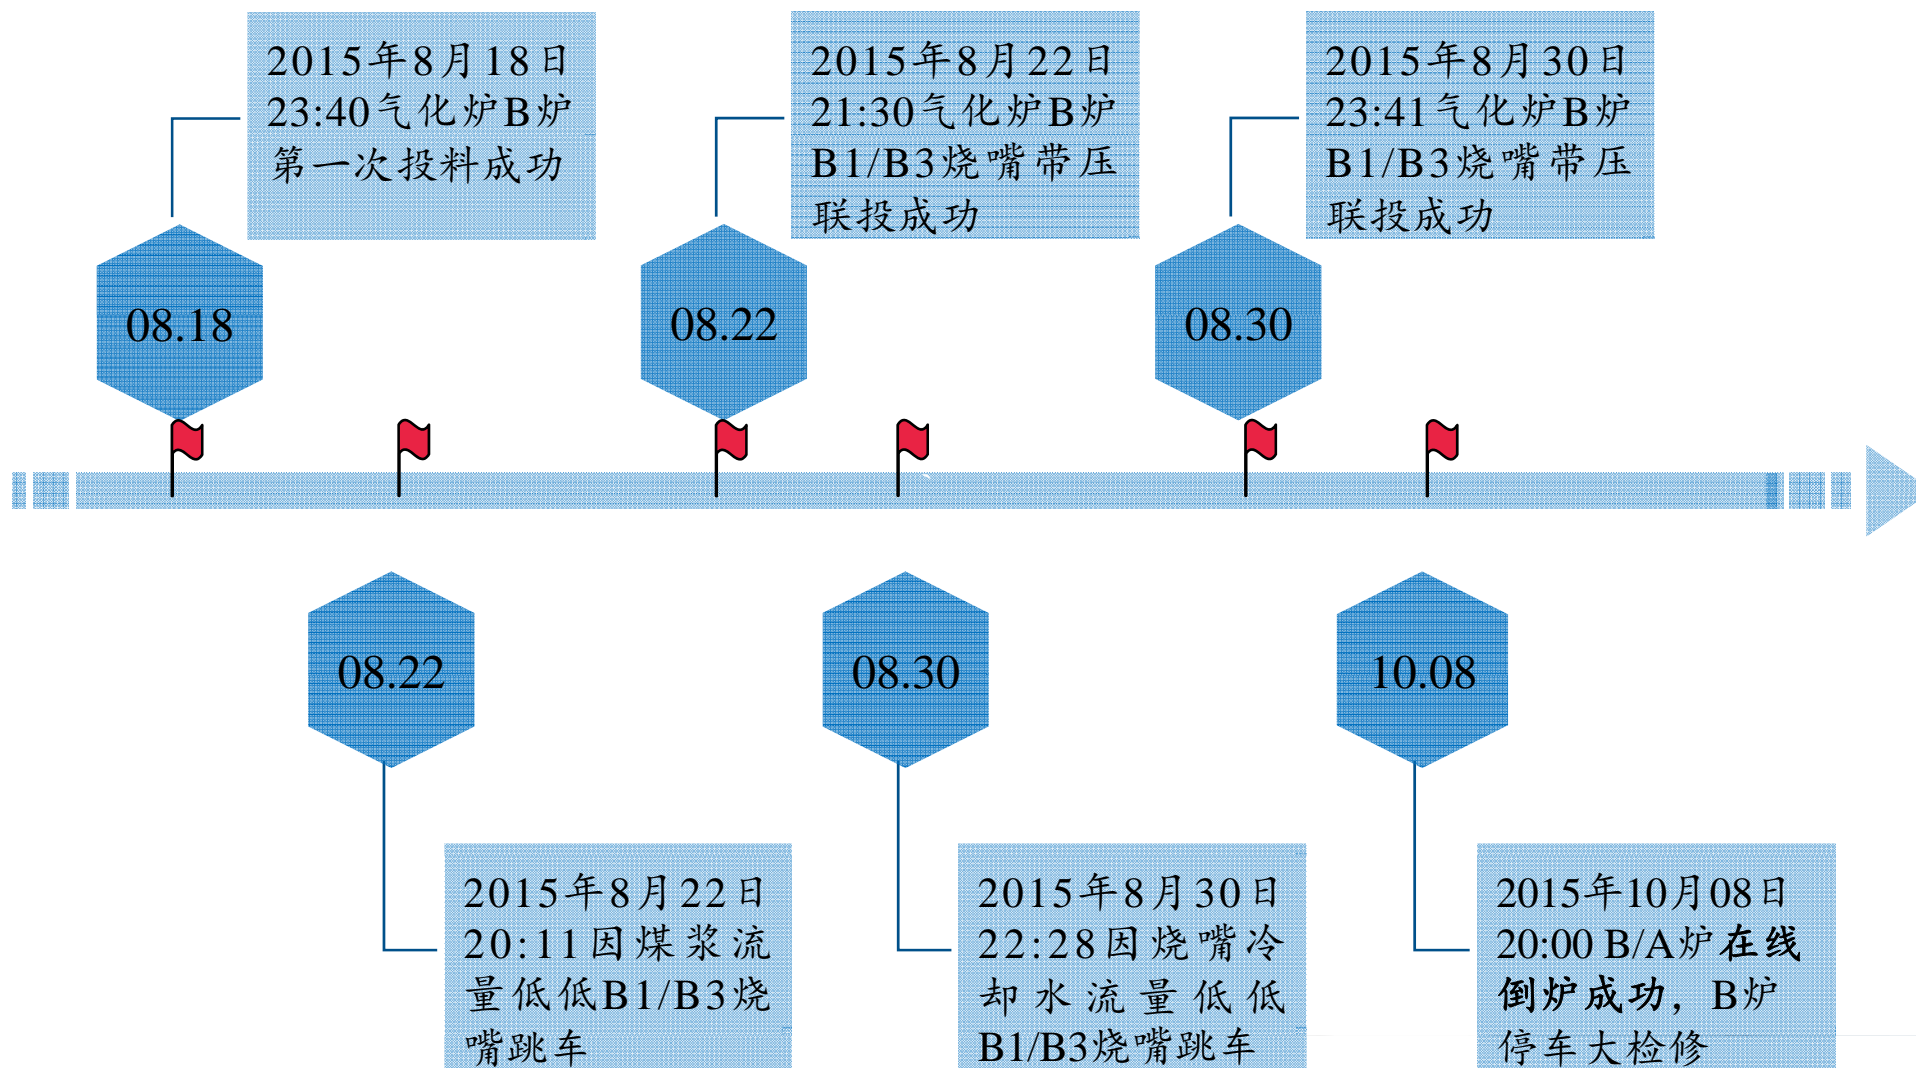 2015年8月18日
23:40气化炉B炉
第一次投料成功
2015年8月22日
21:30气化炉B炉
B1/B3烧嘴带压
联投成功
2015年8月30日
23:41气化炉B炉
B1/B3烧嘴带压
联投成功
08.18
08.22
08.30
08.22
08.30
10.08
2015年8月22日
20:11因煤浆流
量低低B1/B3烧
嘴跳车
2015年8月30日
22:28因烧嘴冷
却水流量低低
B1/B3烧嘴跳车
2015年10月08日
20:00 B/A炉在线
倒炉成功，B炉
停车大检修